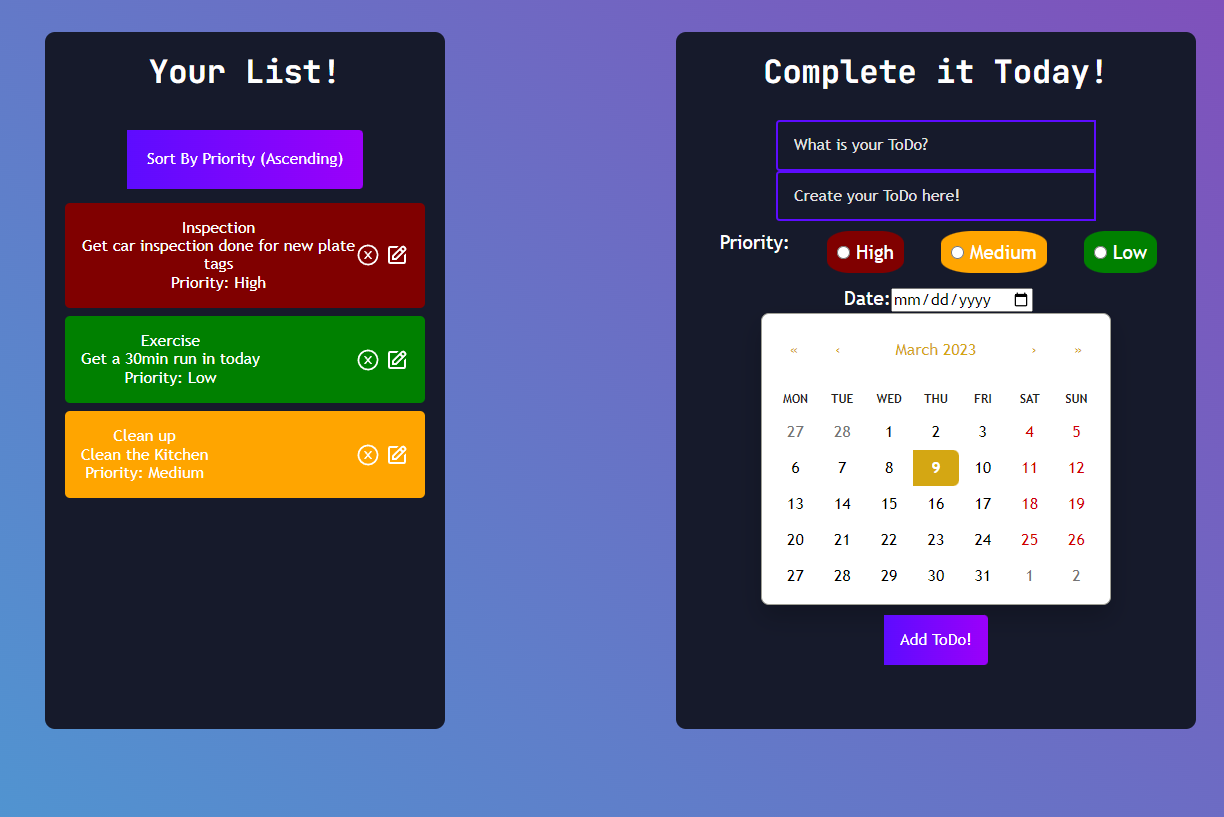 Your List!
Sort By Priority (Ascending)
Inspection
Get car inspection done for new plate
tags
Priority: High
Exercise
Get a 30min run in today
Priority: Low
Clean up
Clean the Kitchen
Priority: Medium
Complete it Today!
What is your ToDo?
Create your ToDo here!
Priority: High Medium Low
Date: mm/dd/yyyy
« ‹ March 2023 › »
MON TUE WED THU FRI SAT SUN
27 28 1 2 3 4 5
6 7 8 9 10 11 12
13 14 15 16 17 18 19
20 21 22 23 24 25 26
27 28 29 30 31 1 2
Add ToDo!